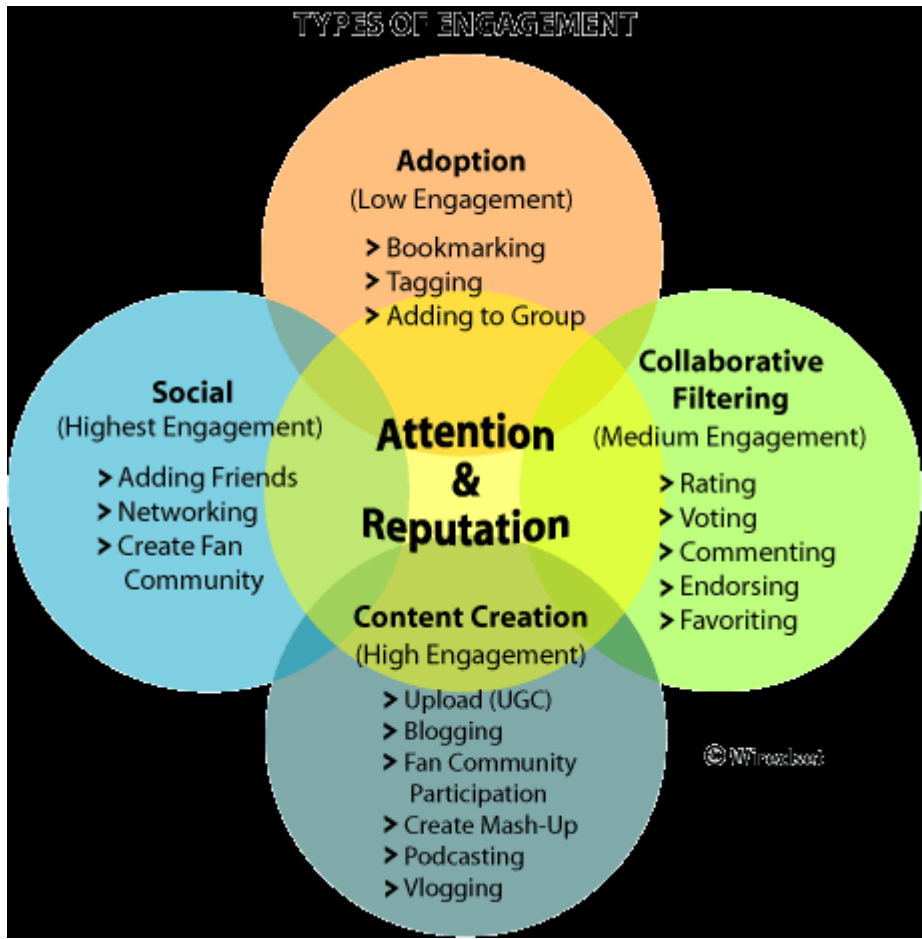 TYPES OF ENGAGEMENT
Adoption
(Low Engagement)
> Bookmarking
> Tagging
> Adding to Group
Social
(Highest Engagement)
> Adding Friends
> Networking
> Create Fan
Community
Attention
&
Reputation
Collaborative
Filtering
(Medium Engagement)
> Rating
> Voting
> Commenting
> Endorsing
> Favoriting
Content Creation
(High Engagement)
> Upload (UGC)
> Blogging
> Fan Community
Participation
> Create Mash-Up
> Podcasting
> Vlogging
©